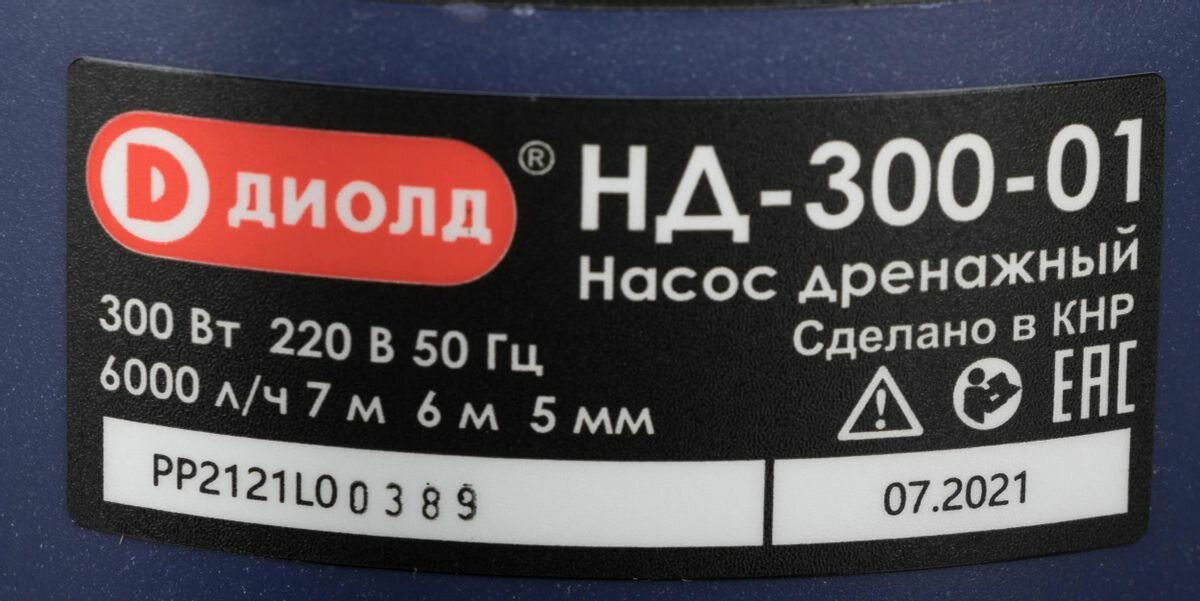 D ДИОЛД ®
НД-300-01
Насос дренажный
Сделано в КНР
300 Вт 220 В 50 Гц
6000 л/ч 7 м 6 м 5 мм
EAC
PP2121L00389
07.2021